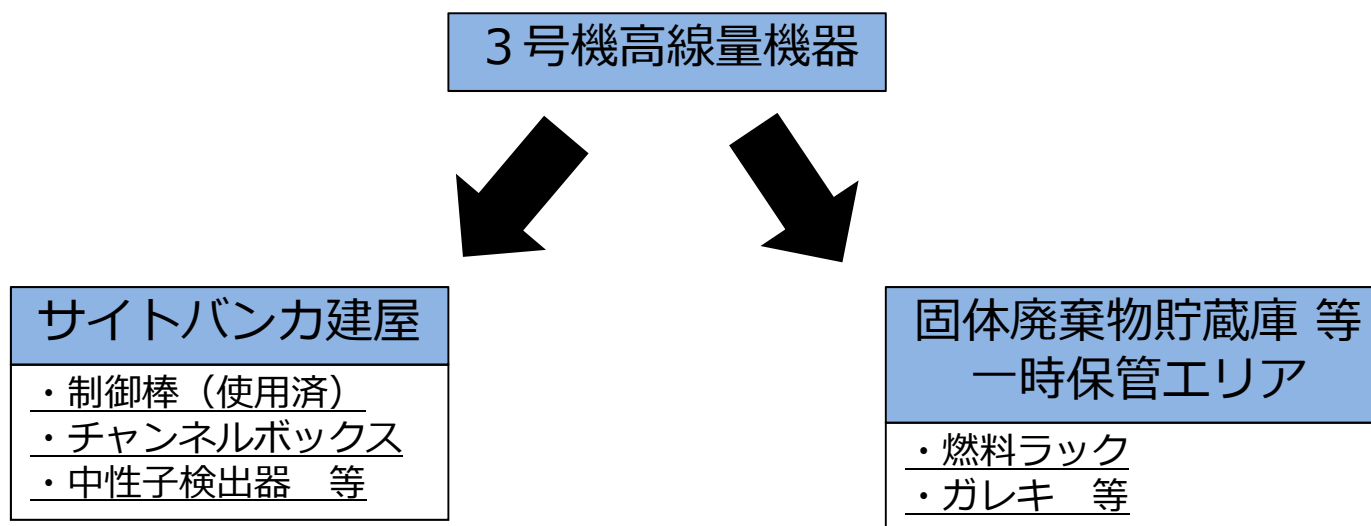 ３号機高線量機器
サイトバンカ建屋
・制御棒（使用済）
・チャンネルボックス
・中性子検出器　等
固体廃棄物貯蔵庫 等
一時保管エリア
・燃料ラック
・ガレキ　等